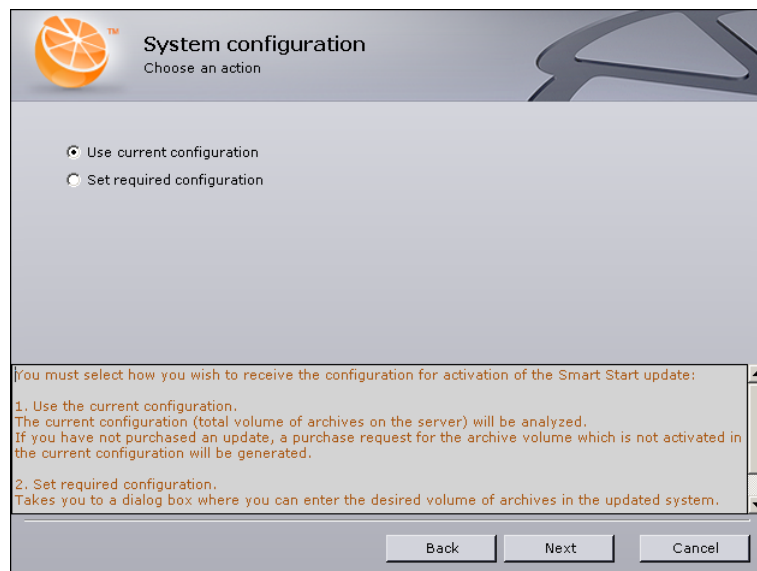 TM
System configuration
Choose an action
Use current configuration
Set required configuration
You must select how you wish to receive the configuration for activation of the Smart Start update:
1. Use the current configuration.
The current configuration (total volume of archives on the server) will be analyzed.
If you have not purchased an update, a purchase request for the archive volume which is not activated in
the current configuration will be generated.
2. Set required configuration.
Takes you to a dialog box where you can enter the desired volume of archives in the updated system.
Back
Next
Cancel